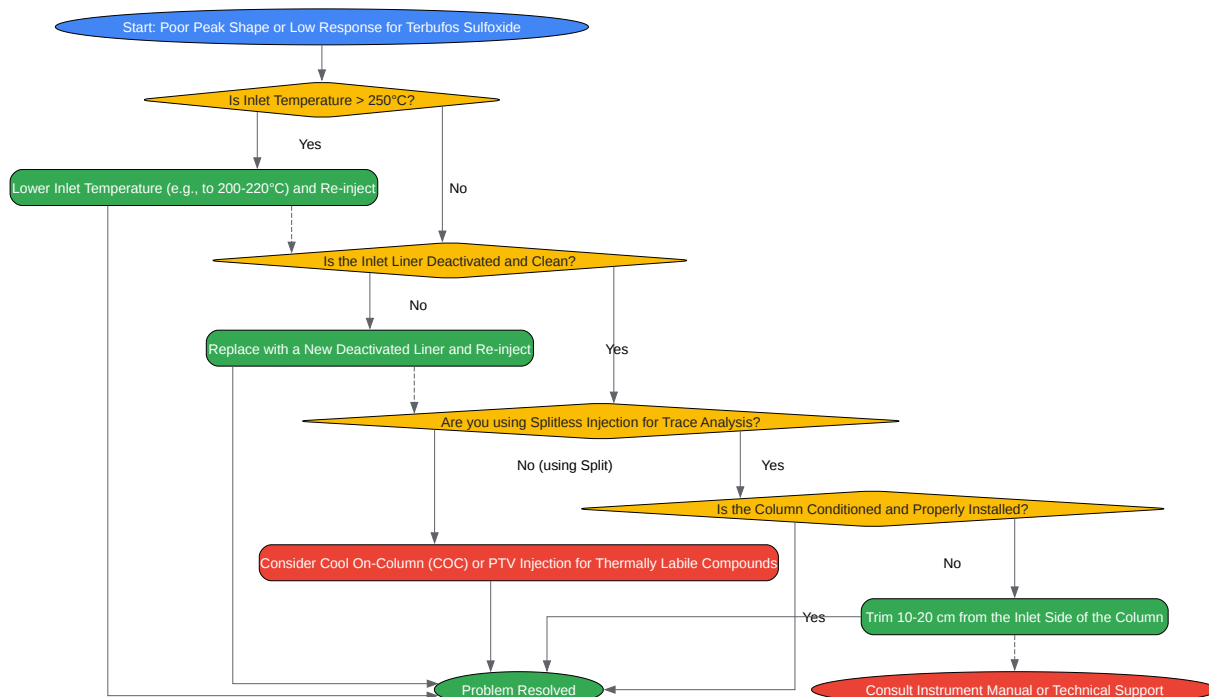 Start: Poor Peak Shape or Low Response for Terbufos Sulfoxide
Is Inlet Temperature > 250°C?
Yes
Lower Inlet Temperature (e.g., to 200-220°C) and Re-inject
No
Is the Inlet Liner Deactivated and Clean?
No
Replace with a New Deactivated Liner and Re-inject
Yes
Are you using Splitless Injection for Trace Analysis?
No (using Split)
Yes
Is the Column Conditioned and Properly Installed?
Consider Cool On-Column (COC) or PTV Injection for Thermally Labile Compounds
No
Yes
Trim 10-20 cm from the Inlet Side of the Column
Problem Resolved
Consult Instrument Manual or Technical Support